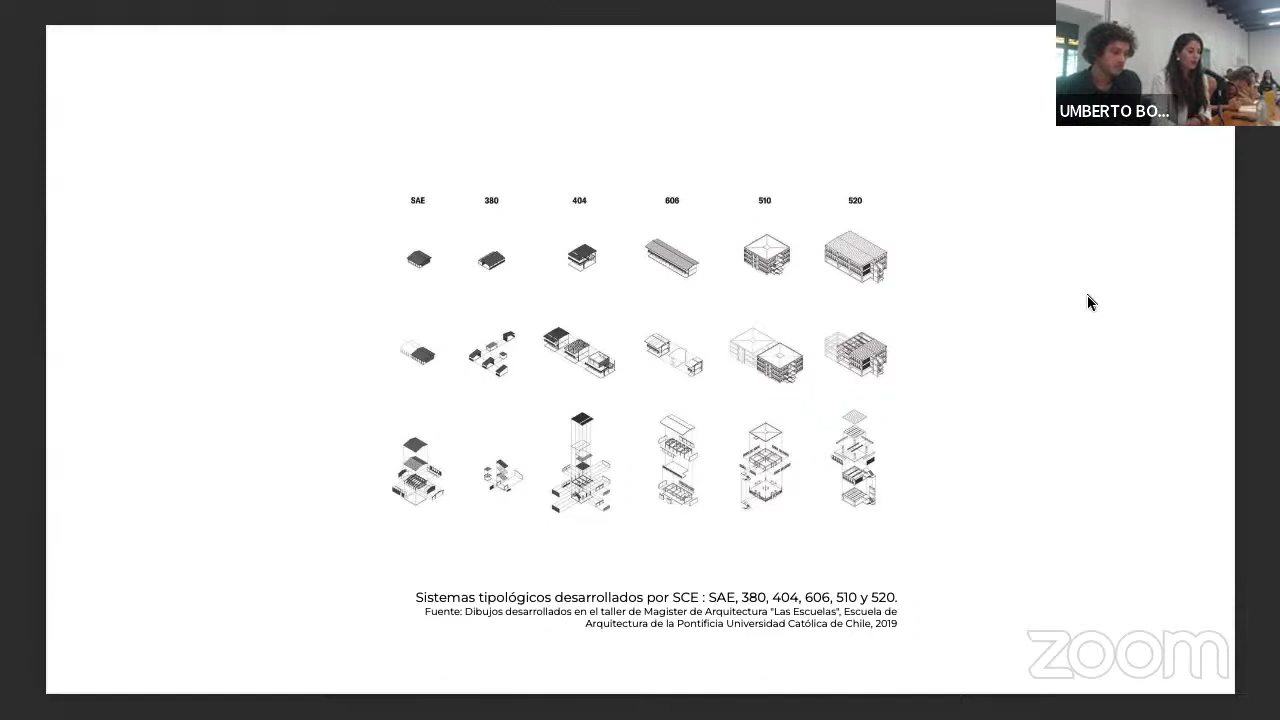 UMBERTO BO...
SAE 380 404 606 510 520
Sistemas tipológicos desarrollados por SCE : SAE, 380, 404, 606, 510 y 520.
Fuente: Dibujos desarrollados en el taller de Magister de Arquitectura "Las Escuelas", Escuela de
Arquitectura de la Pontificia Universidad Católica de Chile, 2019
zoom